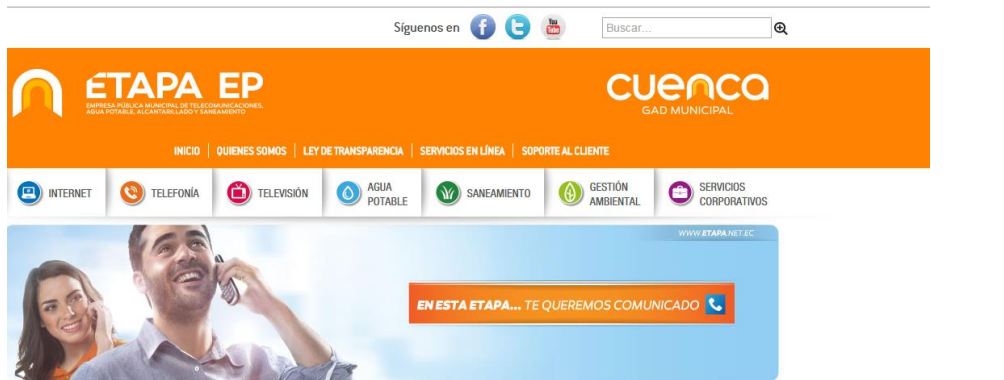 Síguenos en
f
t
You
Tube
Buscar...
ETAPA EP
EMPRESA PÚBLICA MUNICIPAL DE TELECOMUNICACIONES,
AGUA POTABLE, ALCANTARILLADO Y SANEAMIENTO
cuenca
GAD MUNICIPAL
INICIO | QUIENES SOMOS | LEY DE TRANSPARENCIA | SERVICIOS EN LÍNEA | SOPORTE AL CLIENTE
INTERNET
TELEFONÍA
TELEVISIÓN
AGUA
POTABLE
SANEAMIENTO
GESTIÓN
AMBIENTAL
SERVICIOS
CORPORATIVOS
WWW.ETAPA.NET.EC
EN ESTA ETAPA... TE QUEREMOS COMUNICADO